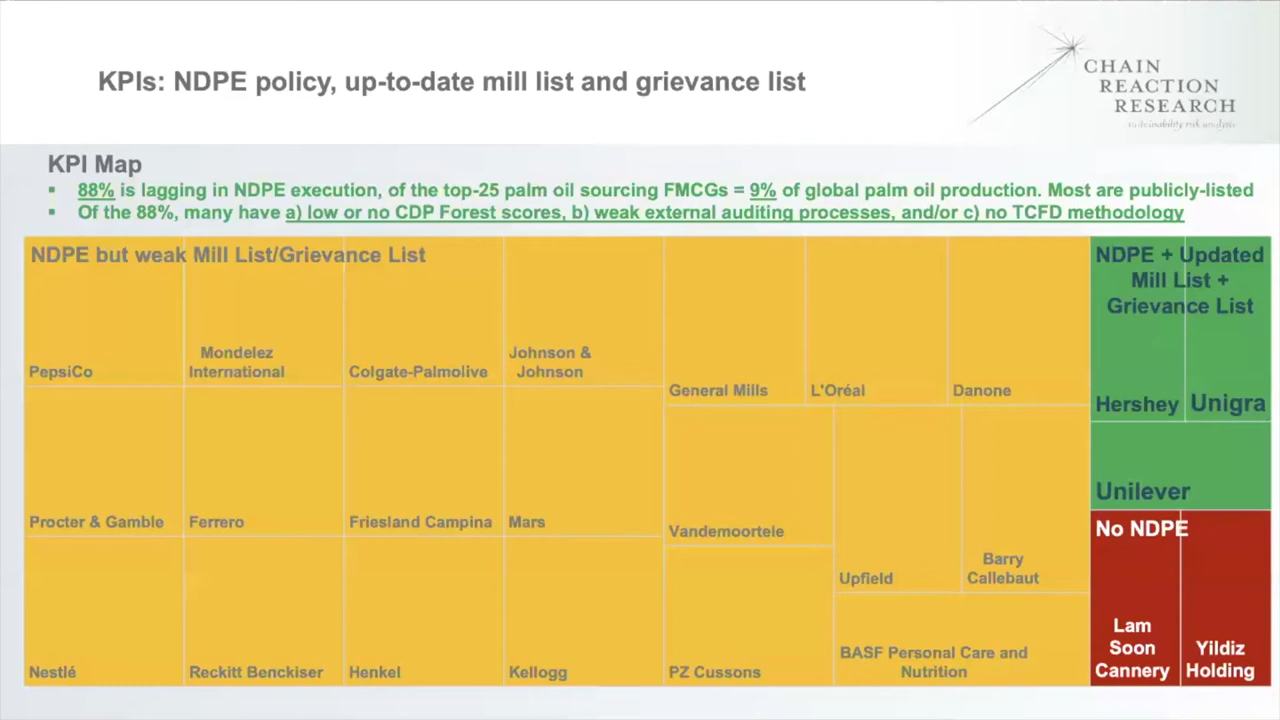 KPIs: NDPE policy, up-to-date mill list and grievance list
CHAIN
REACTION
RESEARCH
sustainability risk analysis
KPI Map
▪ 88% is lagging in NDPE execution, of the top-25 palm oil sourcing FMCGs = 9% of global palm oil production. Most are publicly-listed
▪ Of the 88%, many have a) low or no CDP Forest scores, b) weak external auditing processes, and/or c) no TCFD methodology
NDPE but weak Mill List/Grievance List
PepsiCo
Mondelez
International
Colgate-Palmolive
Johnson &
Johnson
General Mills
L'Oréal
Danone
Procter & Gamble
Ferrero
Friesland Campina
Mars
Vandemoortele
Upfield
Barry
Callebaut
Nestlé
Reckitt Benckiser
Henkel
Kellogg
PZ Cussons
BASF Personal Care and
Nutrition
NDPE + Updated
Mill List +
Grievance List
Hershey
Unigra
Unilever
No NDPE
Lam
Soon
Cannery
Yildiz
Holding